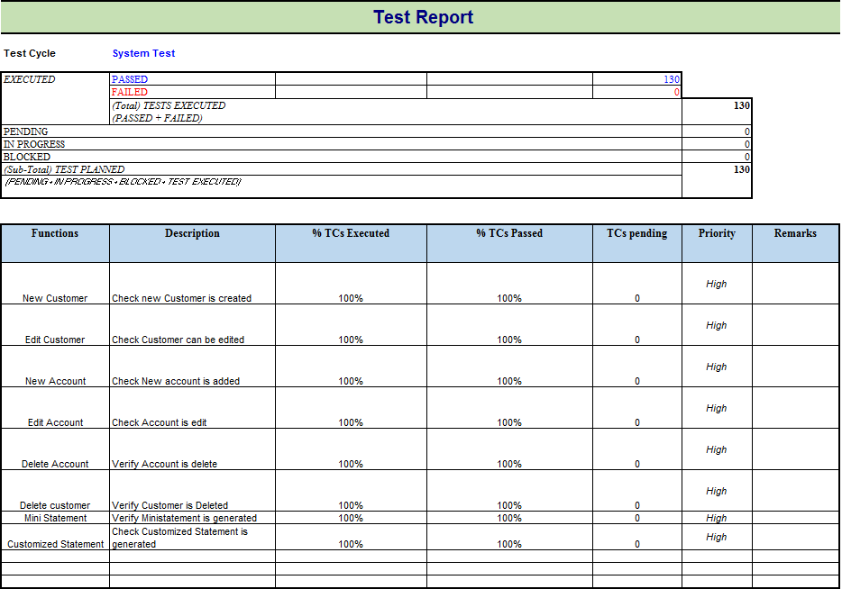 Test Report
Test Cycle System Test
EXECUTED PASSED 130
FAILED 0
(Total) TESTS EXECUTED 130
(PASSED + FAILED)
PENDING 0
IN PROGRESS 0
BLOCKED 0
(Sub-Total) TEST PLANNED 130
(PENDING + IN PROGRESS + BLOCKED + TEST EXECUTED)
Functions Description % TCs Executed % TCs Passed TCs pending Priority Remarks
New Customer Check new Customer is created 100% 100% 0 High
Edit Customer Check Customer can be edited 100% 100% 0 High
New Account Check New account is added 100% 100% 0 High
Edit Account Check Account is edit 100% 100% 0 High
Delete Account Verify Account is delete 100% 100% 0 High
Delete customer Verify Customer is Deleted 100% 100% 0 High
Mini Statement Verify Ministatement is generated 100% 100% 0 High
Customized Statement Check Customized Statement is
generated 100% 100% 0 High